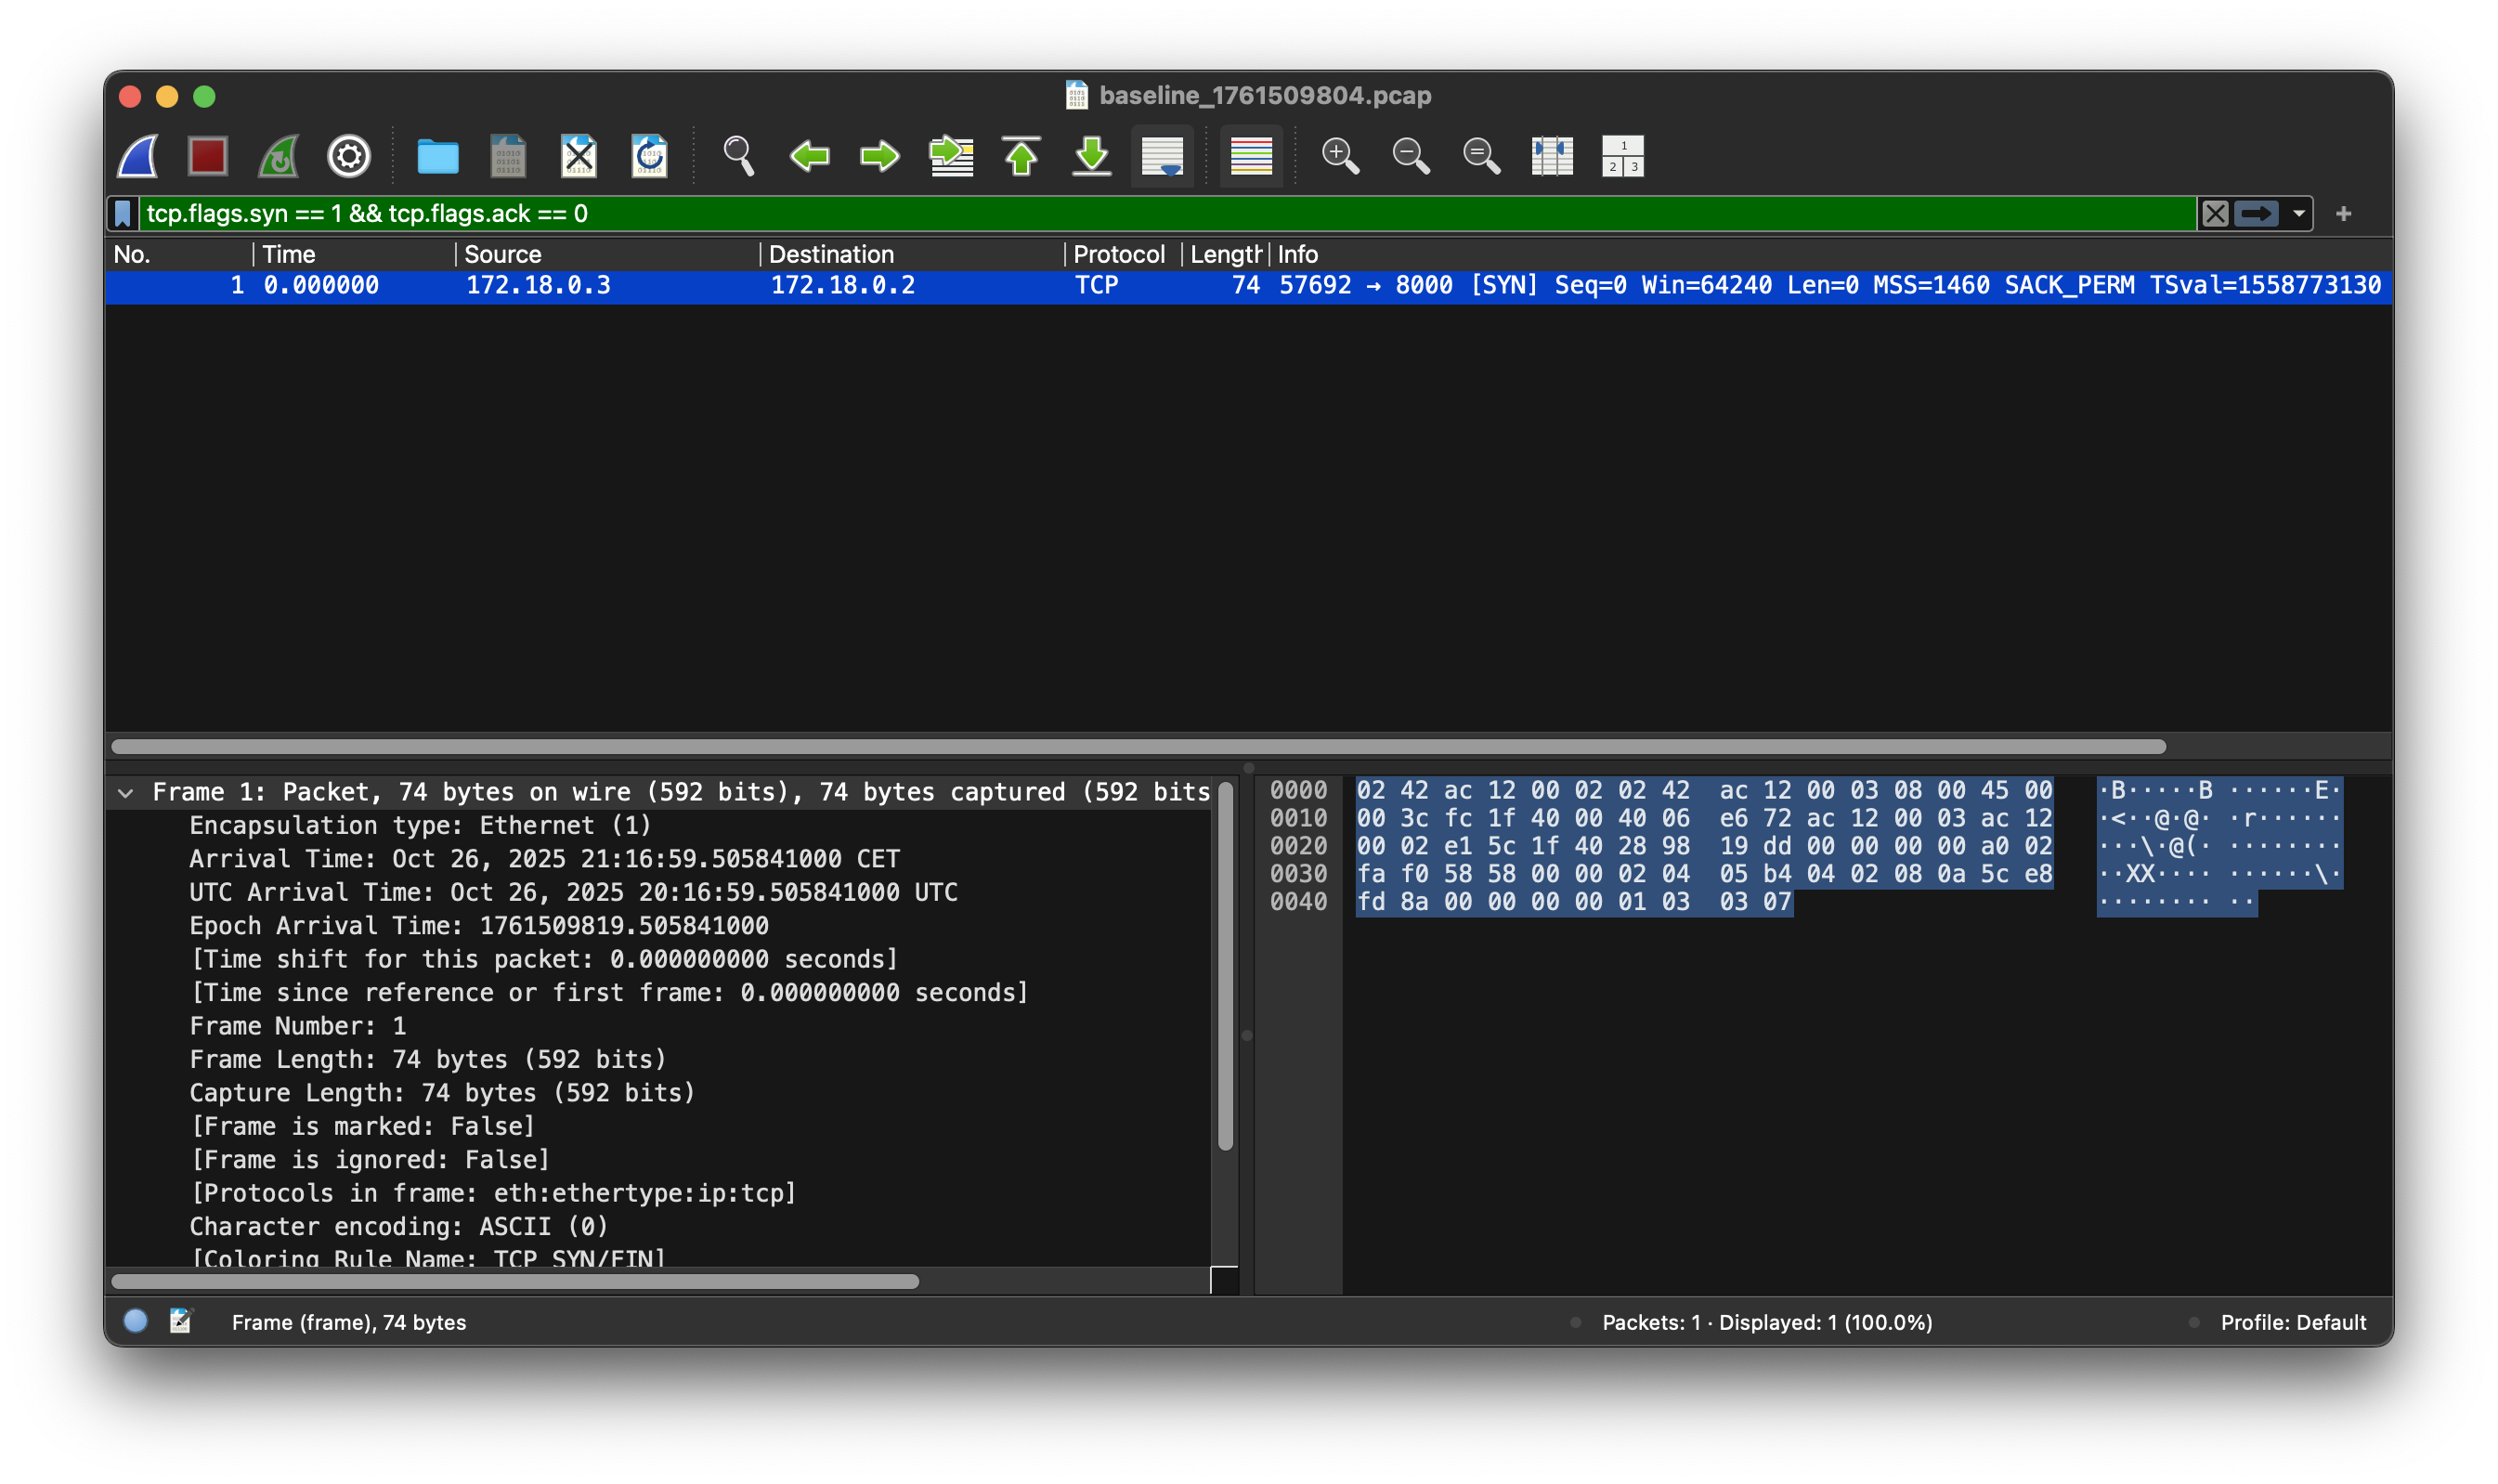 baseline_1761509804.pcap
tcp.flags.syn == 1 && tcp.flags.ack == 0
No. Time Source Destination Protocol Length Info
1 0.000000 172.18.0.3 172.18.0.2 TCP 74 57692 → 8000 [SYN] Seq=0 Win=64240 Len=0 MSS=1460 SACK_PERM TSval=1558773130
Frame 1: Packet, 74 bytes on wire (592 bits), 74 bytes captured (592 bits
Encapsulation type: Ethernet (1)
Arrival Time: Oct 26, 2025 21:16:59.505841000 CET
UTC Arrival Time: Oct 26, 2025 20:16:59.505841000 UTC
Epoch Arrival Time: 1761509819.505841000
[Time shift for this packet: 0.000000000 seconds]
[Time since reference or first frame: 0.000000000 seconds]
Frame Number: 1
Frame Length: 74 bytes (592 bits)
Capture Length: 74 bytes (592 bits)
[Frame is marked: False]
[Frame is ignored: False]
[Protocols in frame: eth:ethertype:ip:tcp]
Character encoding: ASCII (0)
[Coloring Rule Name: TCP SYN/FIN]
0000 02 42 ac 12 00 02 02 42 ac 12 00 03 08 00 45 00 ·B·····B ······E·
0010 00 3c fc 1f 40 00 40 06 e6 72 ac 12 00 03 ac 12 ·<··@·@· ·r······
0020 00 02 e1 5c 1f 40 28 98 19 dd 00 00 00 00 a0 02 ···\·@(· ········
0030 fa f0 58 58 00 00 02 04 05 b4 04 02 08 0a 5c e8 ··XX···· ······\·
0040 fd 8a 00 00 00 00 01 03 03 07 ········ ··
Frame (frame), 74 bytes
Packets: 1 · Displayed: 1 (100.0%)
Profile: Default